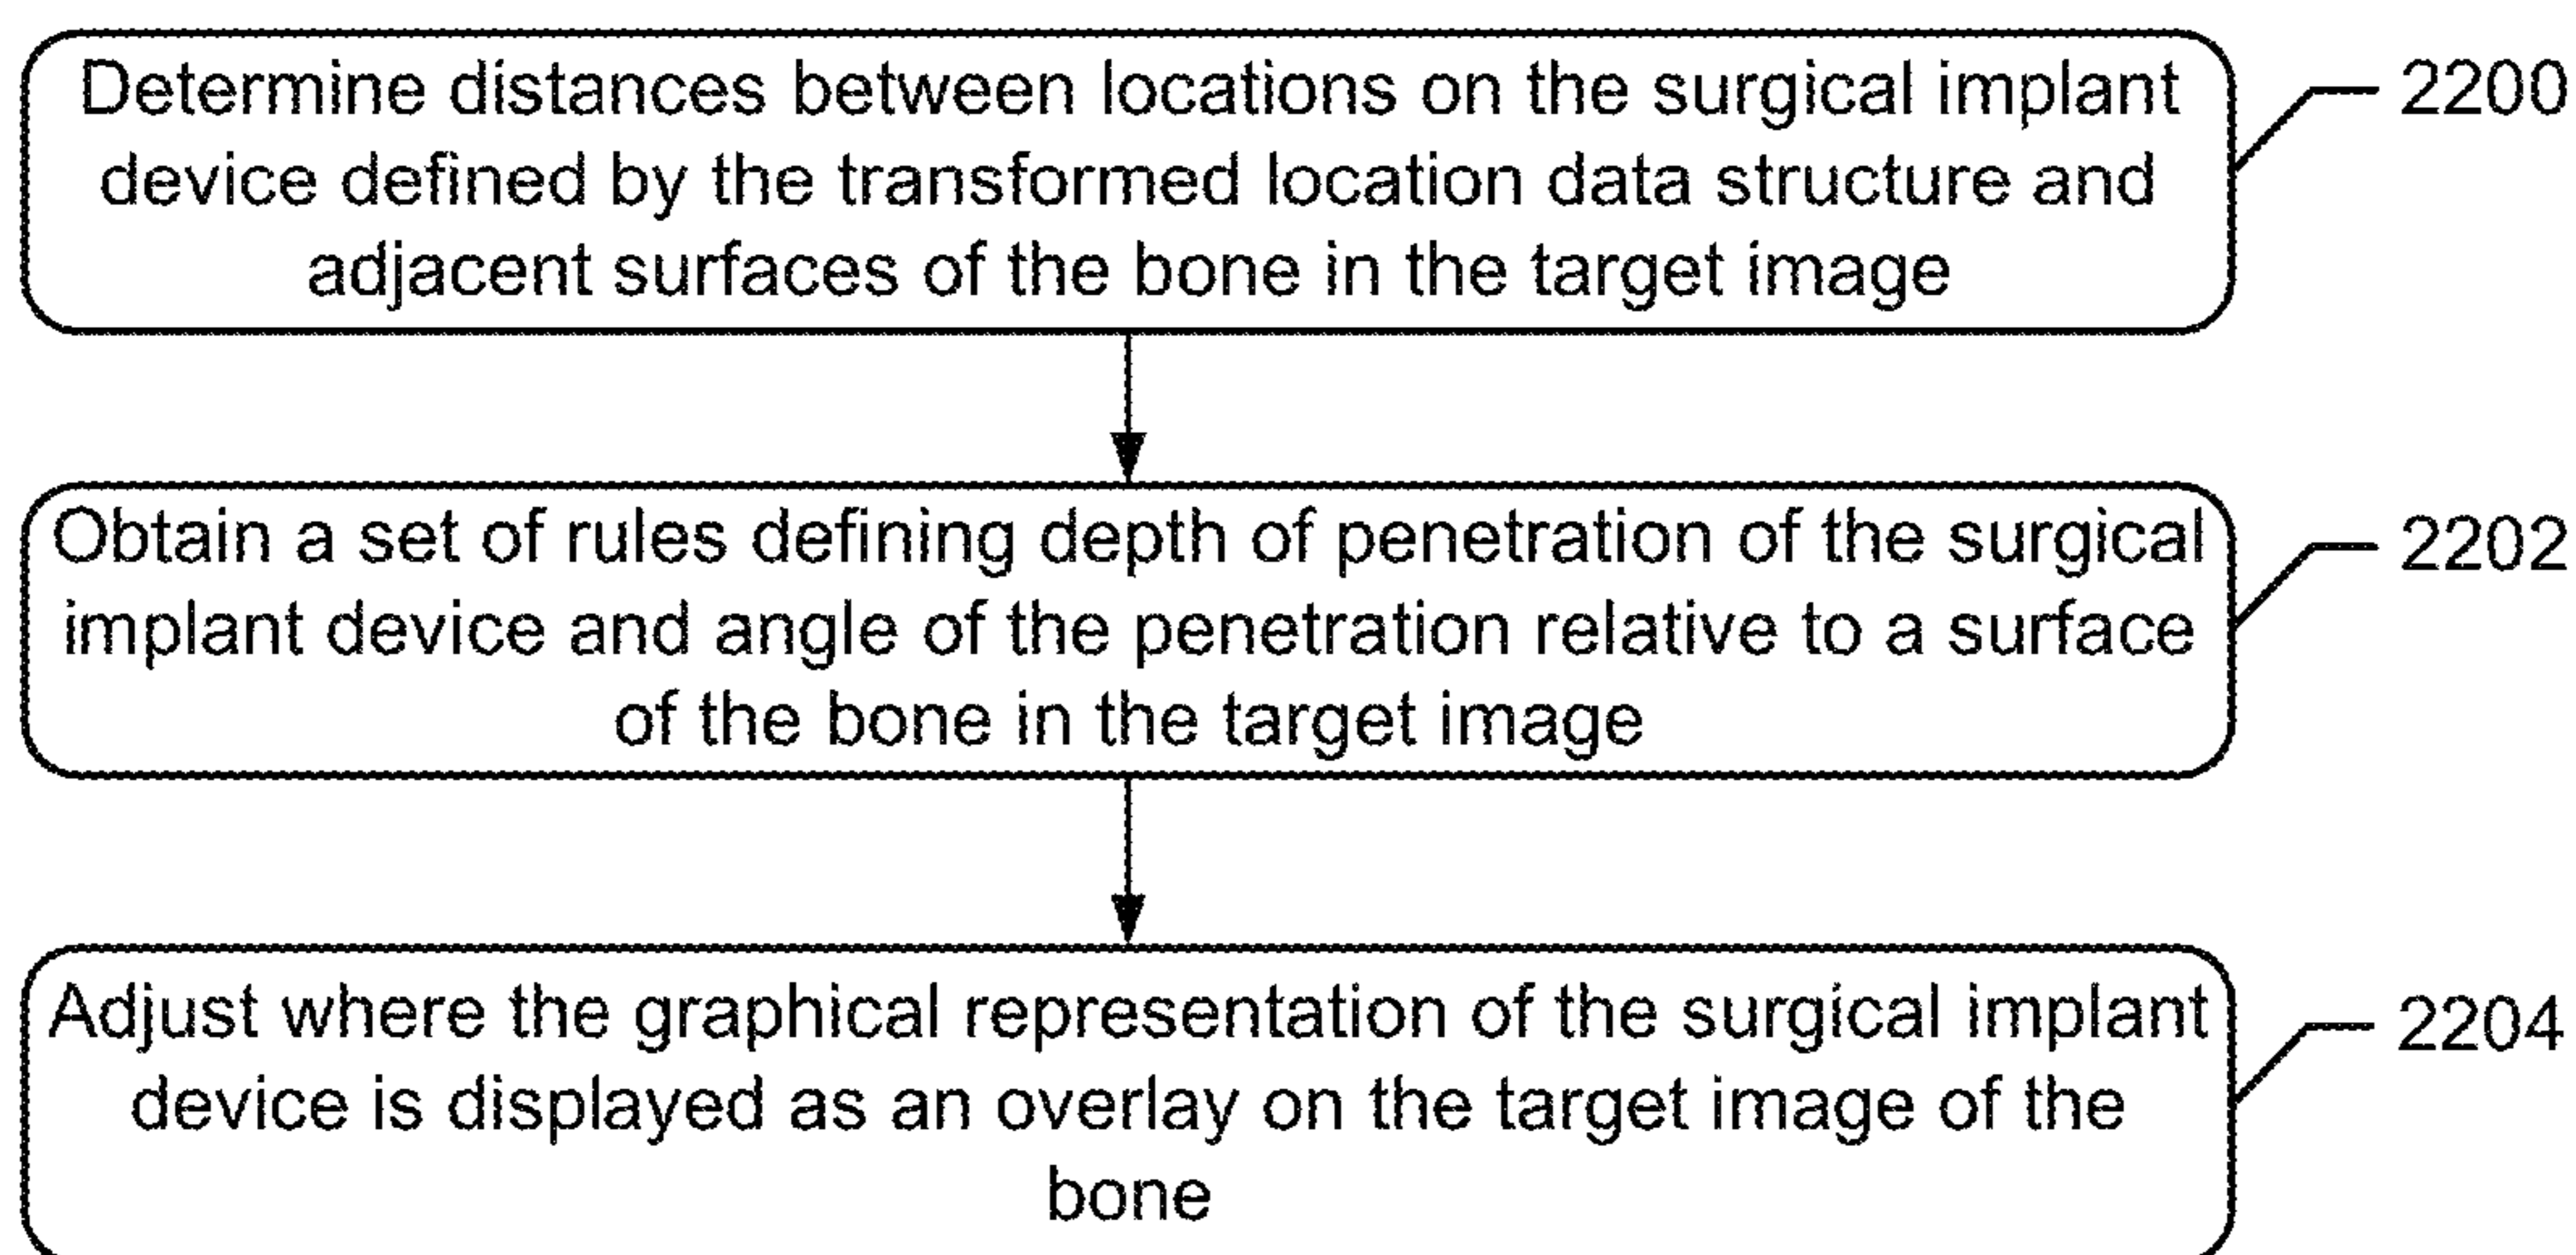 Determine distances between locations on the surgical implant
device defined by the transformed location data structure and
adjacent surfaces of the bone in the target image
2200
Obtain a set of rules defining depth of penetration of the surgical
implant device and angle of the penetration relative to a surface
of the bone in the target image
2202
Adjust where the graphical representation of the surgical implant
device is displayed as an overlay on the target image of the
bone
2204